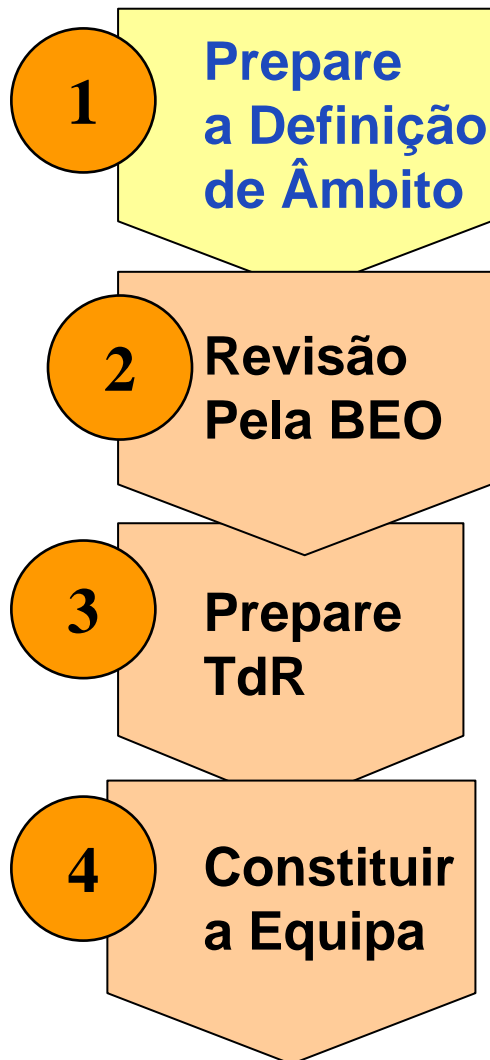 1
Prepare
a Definição
de Âmbito
2
Revisão
Pela BEO
3
Prepare
TdR
4
Constituir
a Equipa